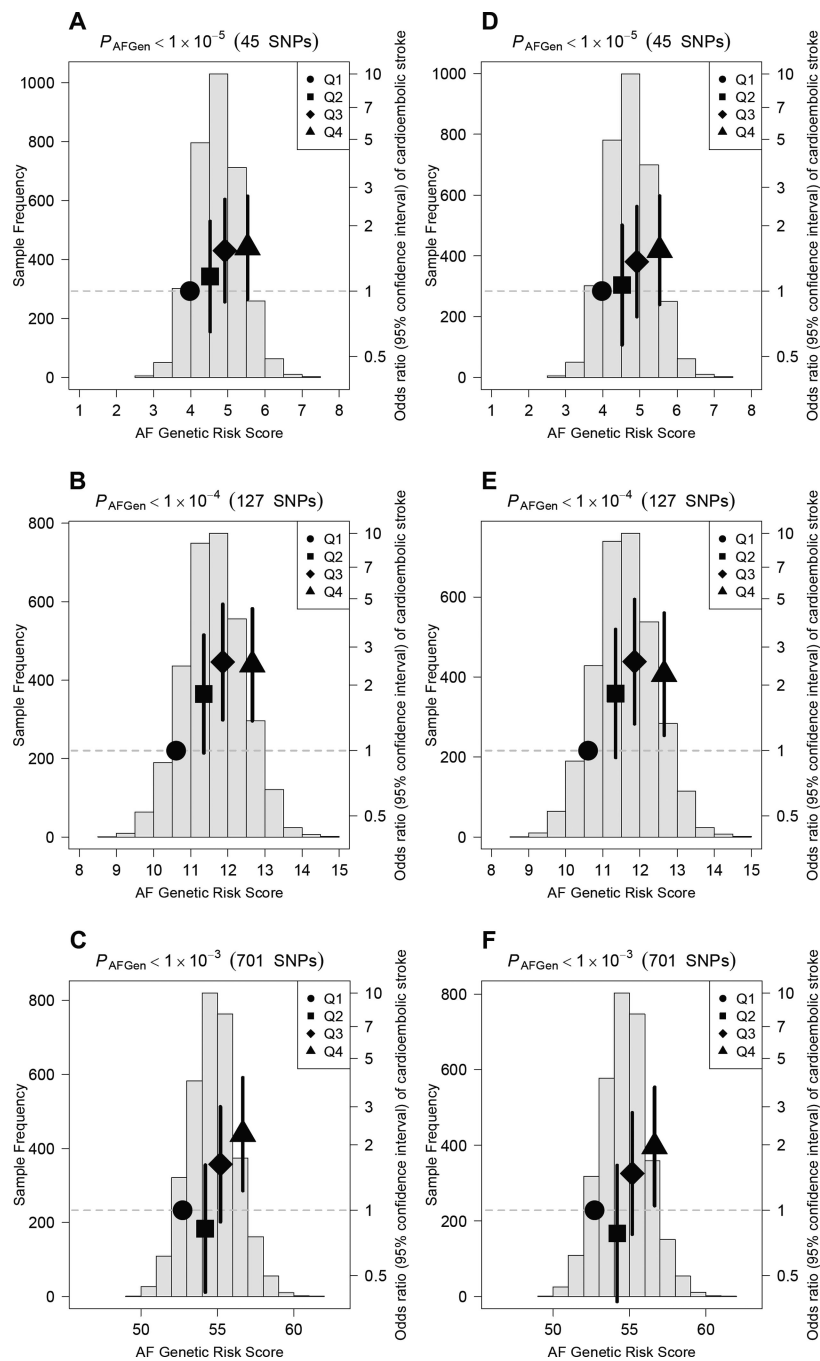 A
P_AFGen < 1 × 10⁻⁵ (45 SNPs)
Q1
Q2
Q3
Q4
Sample Frequency
0
200
400
600
800
1000
Odds ratio (95% confidence interval) of cardioembolic stroke
0.5
1
2
3
5
7
10
1 2 3 4 5 6 7 8
AF Genetic Risk Score
D
P_AFGen < 1 × 10⁻⁵ (45 SNPs)
Q1
Q2
Q3
Q4
Sample Frequency
0
200
400
600
800
1000
Odds ratio (95% confidence interval) of cardioembolic stroke
0.5
1
2
3
5
7
10
1 2 3 4 5 6 7 8
AF Genetic Risk Score
B
P_AFGen < 1 × 10⁻⁴ (127 SNPs)
Q1
Q2
Q3
Q4
Sample Frequency
0
200
400
600
800
Odds ratio (95% confidence interval) of cardioembolic stroke
0.5
1
2
3
5
7
10
8 9 10 11 12 13 14 15
AF Genetic Risk Score
E
P_AFGen < 1 × 10⁻⁴ (127 SNPs)
Q1
Q2
Q3
Q4
Sample Frequency
0
200
400
600
Odds ratio (95% confidence interval) of cardioembolic stroke
0.5
1
2
3
5
7
10
8 9 10 11 12 13 14 15
AF Genetic Risk Score
C
P_AFGen < 1 × 10⁻³ (701 SNPs)
Q1
Q2
Q3
Q4
Sample Frequency
0
200
400
600
800
Odds ratio (95% confidence interval) of cardioembolic stroke
0.5
1
2
3
5
7
10
50 55 60
AF Genetic Risk Score
F
P_AFGen < 1 × 10⁻³ (701 SNPs)
Q1
Q2
Q3
Q4
Sample Frequency
0
200
400
600
800
Odds ratio (95% confidence interval) of cardioembolic stroke
0.5
1
2
3
5
7
10
50 55 60
AF Genetic Risk Score